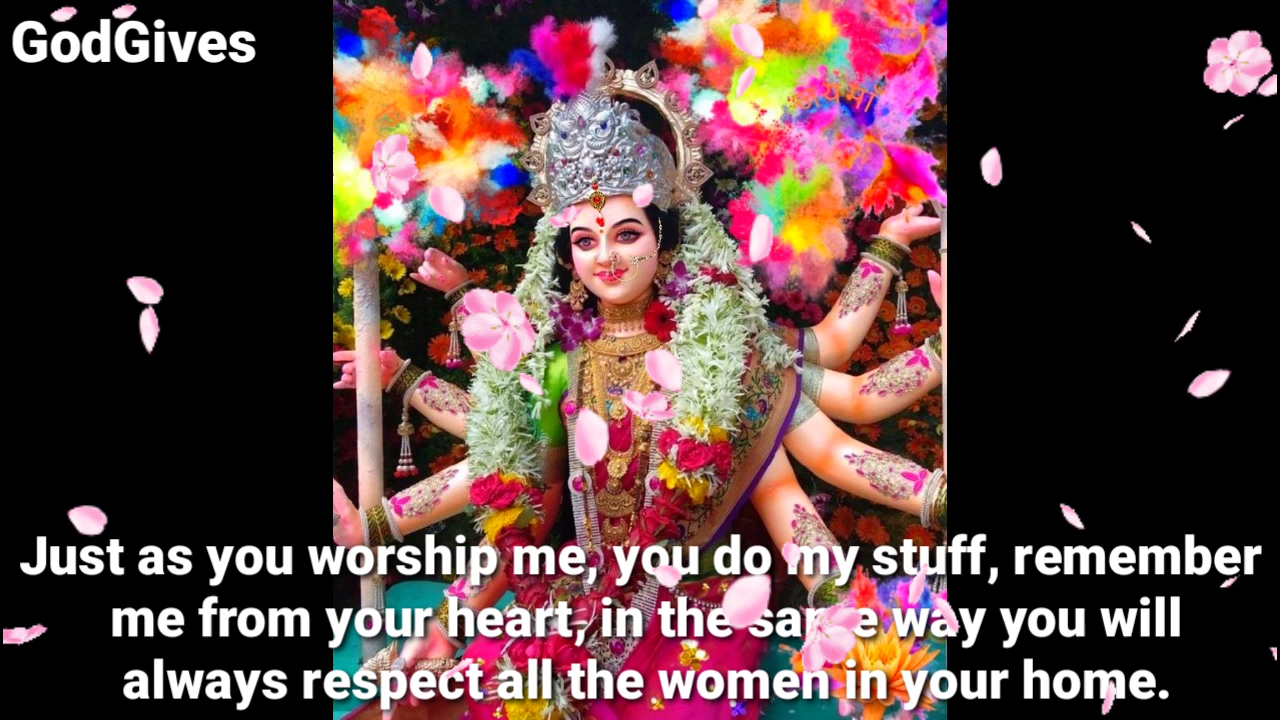 GodGives
जय माँ
Just as you worship me, you do my stuff, remember
me from your heart, in the same way you will
always respect all the women in your home.